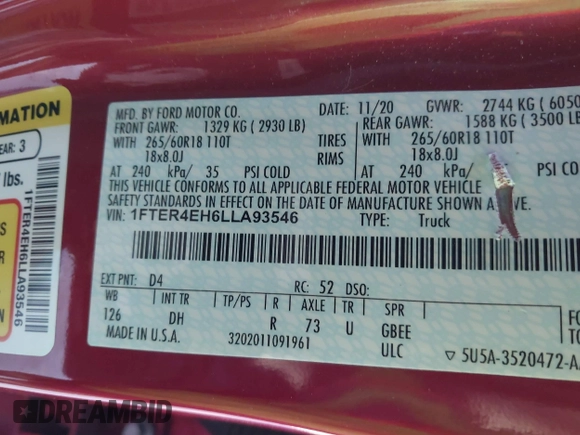 MATION
EAR: 3
lbs.
1FTER4EH6LLA93546
MFD. BY FORD MOTOR CO. DATE: 11/20 GVWR: 2744 KG ( 6050
FRONT GAWR: 1329 KG ( 2930 LB) REAR GAWR: 1588 KG ( 3500 LB
WITH 265/60R18 110T TIRES WITH 265/60R18 110T
18x8.0J RIMS 18x8.0J
AT 240 kPa/ 35 PSI COLD AT 240 kPa/ PSI COLD
THIS VEHICLE CONFORMS TO ALL APPLICABLE FEDERAL MOTOR VEHICLE
SAFETY STANDARDS IN EFFECT ON THE DATE OF MANUFACTURE SHOWN
VIN: 1FTER4EH6LLA93546 TYPE: Truck
EXT PNT: D4 RC: 52 DSO:
WB INT TR TP/PS R AXLE TR SPR
126 DH R 73 U GBEE
ULC
MADE IN U.S.A. 3202011091961 5U5A-3520472-A
DREAMBID